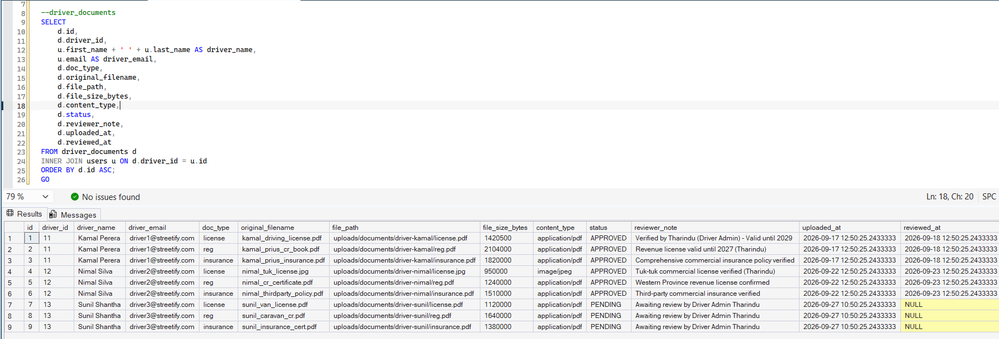 7
8 --driver_documents
9 SELECT
10 d.id,
11 d.driver_id,
12 u.first_name + ' ' + u.last_name AS driver_name,
13 u.email AS driver_email,
14 d.doc_type,
15 d.original_filename,
16 d.file_path,
17 d.file_size_bytes,
18 d.content_type,
19 d.status,
20 d.reviewer_note,
21 d.uploaded_at,
22 d.reviewed_at
23 FROM driver_documents d
24 INNER JOIN users u ON d.driver_id = u.id
25 ORDER BY d.id ASC;
26 GO
79 % No issues found Ln: 18, Ch: 20 SPC
Results Messages
id driver_id driver_name driver_email doc_type original_filename file_path file_size_bytes content_type status reviewer_note uploaded_at reviewed_at
1 1 11 Kamal Perera driver1@streetify.com license kamal_driving_license.pdf uploads/documents/driver-kamal/license.pdf 1420500 application/pdf APPROVED Verified by Tharindu (Driver Admin) - Valid until 2029 2026-09-17 12:50:25.2433333 2026-09-18 12:50:25.2433333
2 2 11 Kamal Perera driver1@streetify.com reg kamal_prius_cr_book.pdf uploads/documents/driver-kamal/reg.pdf 2104000 application/pdf APPROVED Revenue license valid until 2027 (Tharindu) 2026-09-17 12:50:25.2433333 2026-09-18 12:50:25.2433333
3 3 11 Kamal Perera driver1@streetify.com insurance kamal_prius_insurance.pdf uploads/documents/driver-kamal/insurance.pdf 1820000 application/pdf APPROVED Comprehensive commercial insurance policy verified 2026-09-17 12:50:25.2433333 2026-09-18 12:50:25.2433333
4 4 12 Nimal Silva driver2@streetify.com license nimal_tuk_license.jpg uploads/documents/driver-nimal/license.jpg 950000 image/jpeg APPROVED Tuk-tuk commercial license verified (Tharindu) 2026-09-22 12:50:25.2433333 2026-09-23 12:50:25.2433333
5 5 12 Nimal Silva driver2@streetify.com reg nimal_cr_certificate.pdf uploads/documents/driver-nimal/reg.pdf 1240000 application/pdf APPROVED Western Province revenue license confirmed 2026-09-22 12:50:25.2433333 2026-09-23 12:50:25.2433333
6 6 12 Nimal Silva driver2@streetify.com insurance nimal_thirdparty_policy.pdf uploads/documents/driver-nimal/insurance.pdf 1510000 application/pdf APPROVED Third-party commercial insurance verified 2026-09-22 12:50:25.2433333 2026-09-23 12:50:25.2433333
7 7 13 Sunil Shantha driver3@streetify.com license sunil_van_license.pdf uploads/documents/driver-sunil/license.pdf 1120000 application/pdf PENDING Awaiting review by Driver Admin Tharindu 2026-09-27 10:50:25.2433333 NULL
8 8 13 Sunil Shantha driver3@streetify.com reg sunil_caravan_cr.pdf uploads/documents/driver-sunil/reg.pdf 1640000 application/pdf PENDING Awaiting review by Driver Admin Tharindu 2026-09-27 10:50:25.2433333 NULL
9 9 13 Sunil Shantha driver3@streetify.com insurance sunil_insurance_cert.pdf uploads/documents/driver-sunil/insurance.pdf 1380000 application/pdf PENDING Awaiting review by Driver Admin Tharindu 2026-09-27 10:50:25.2433333 NULL